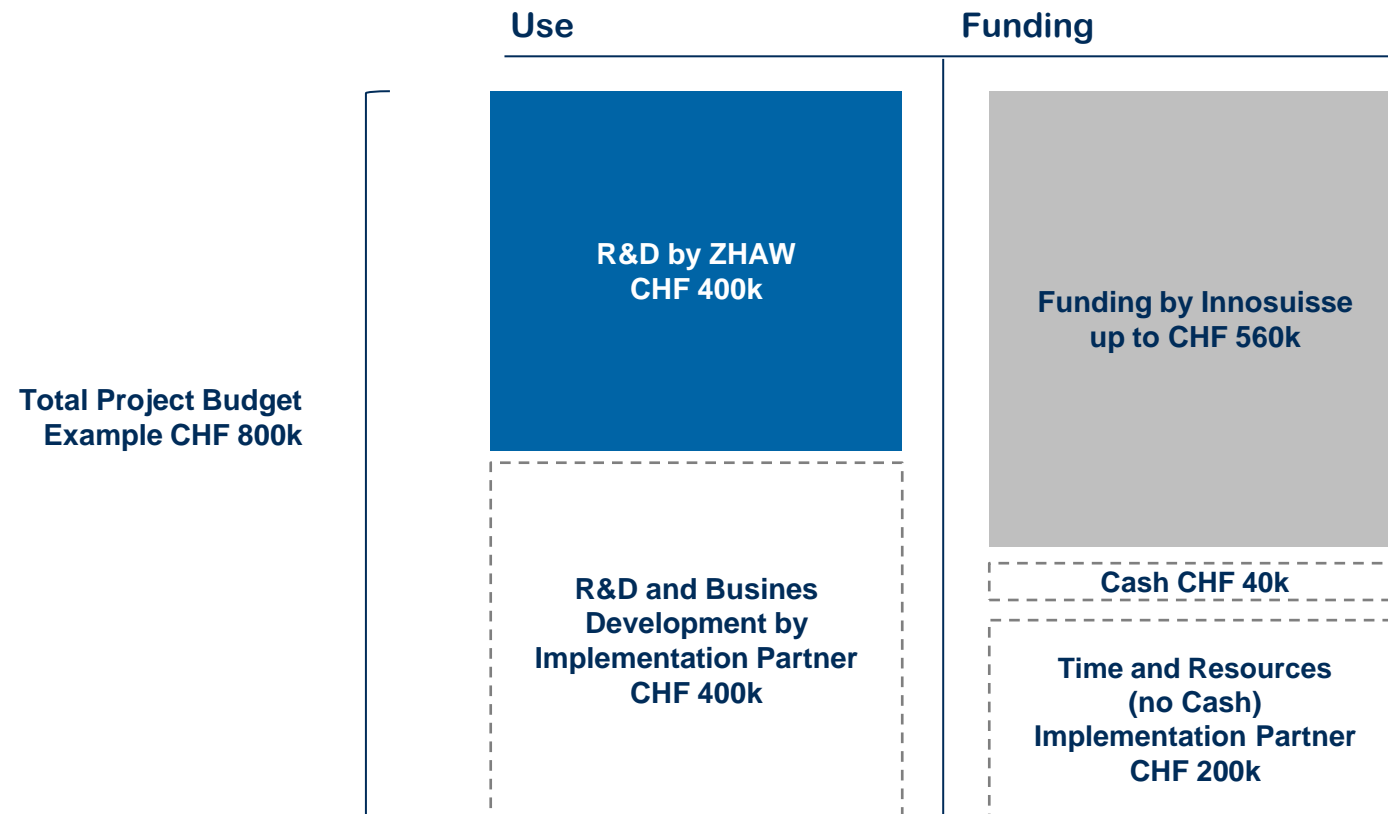 Use
Funding
R&D by ZHAW
CHF 400k
Funding by Innosuisse
up to CHF 560k
Total Project Budget
Example CHF 800k
R&D and Busines
Development by
Implementation Partner
CHF 400k
Cash CHF 40k
Time and Resources
(no Cash)
Implementation Partner
CHF 200k